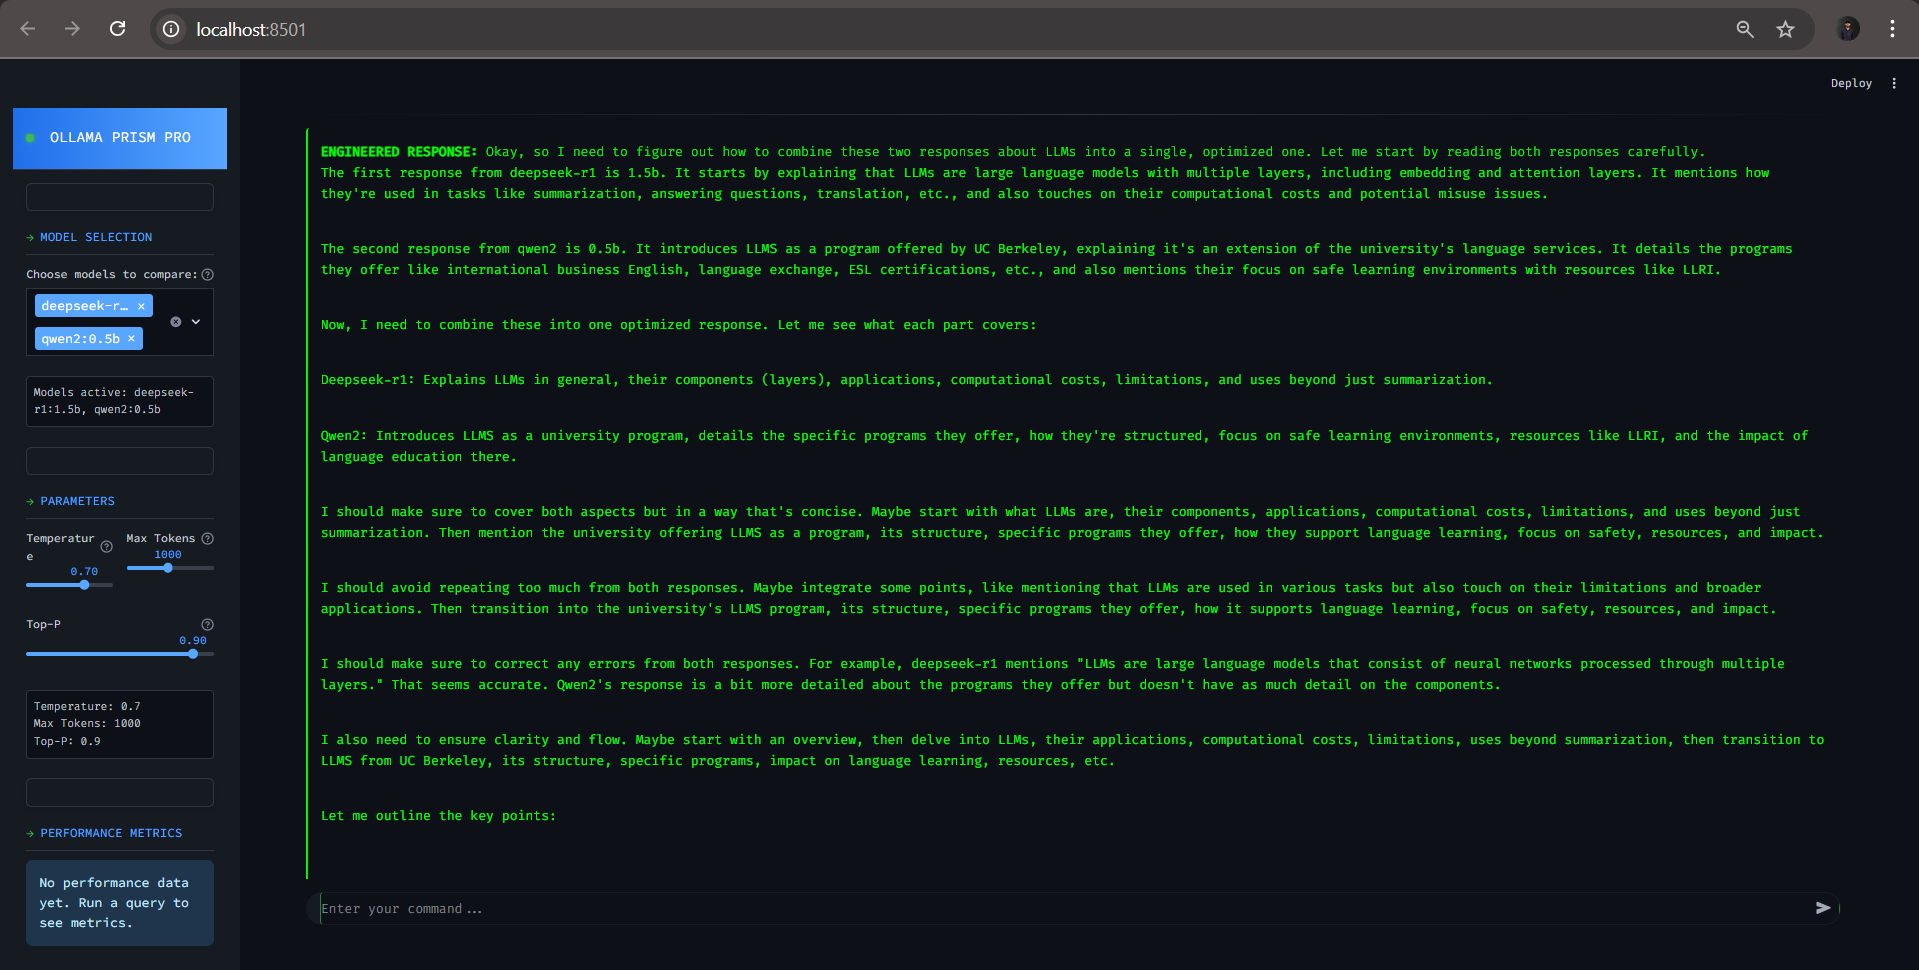 localhost:8501
Deploy
OLLAMA PRISM PRO
→ MODEL SELECTION
Choose models to compare:
deepseek-r… ×
qwen2:0.5b ×
Models active: deepseek-
r1:1.5b, qwen2:0.5b
→ PARAMETERS
Temperatur
e
0.70
Max Tokens
1000
Top-P
0.90
Temperature: 0.7
Max Tokens: 1000
Top-P: 0.9
→ PERFORMANCE METRICS
No performance data
yet. Run a query to
see metrics.
ENGINEERED RESPONSE: Okay, so I need to figure out how to combine these two responses about LLMs into a single, optimized one. Let me start by reading both responses carefully.
The first response from deepseek-r1 is 1.5b. It starts by explaining that LLMs are large language models with multiple layers, including embedding and attention layers. It mentions how
they're used in tasks like summarization, answering questions, translation, etc., and also touches on their computational costs and potential misuse issues.
The second response from qwen2 is 0.5b. It introduces LLMS as a program offered by UC Berkeley, explaining it's an extension of the university's language services. It details the programs
they offer like international business English, language exchange, ESL certifications, etc., and also mentions their focus on safe learning environments with resources like LLRI.
Now, I need to combine these into one optimized response. Let me see what each part covers:
Deepseek-r1: Explains LLMs in general, their components (layers), applications, computational costs, limitations, and uses beyond just summarization.
Qwen2: Introduces LLMS as a university program, details the specific programs they offer, how they're structured, focus on safe learning environments, resources like LLRI, and the impact of
language education there.
I should make sure to cover both aspects but in a way that's concise. Maybe start with what LLMs are, their components, applications, computational costs, limitations, and uses beyond just
summarization. Then mention the university offering LLMS as a program, its structure, specific programs they offer, how they support language learning, focus on safety, resources, and impact.
I should avoid repeating too much from both responses. Maybe integrate some points, like mentioning that LLMs are used in various tasks but also touch on their limitations and broader
applications. Then transition into the university's LLMS program, its structure, specific programs they offer, how it supports language learning, focus on safety, resources, and impact.
I should make sure to correct any errors from both responses. For example, deepseek-r1 mentions "LLMs are large language models that consist of neural networks processed through multiple
layers." That seems accurate. Qwen2's response is a bit more detailed about the programs they offer but doesn't have as much detail on the components.
I also need to ensure clarity and flow. Maybe start with an overview, then delve into LLMs, their applications, computational costs, limitations, uses beyond summarization, then transition to
LLMS from UC Berkeley, its structure, specific programs, impact on language learning, resources, etc.
Let me outline the key points:
Enter your command...